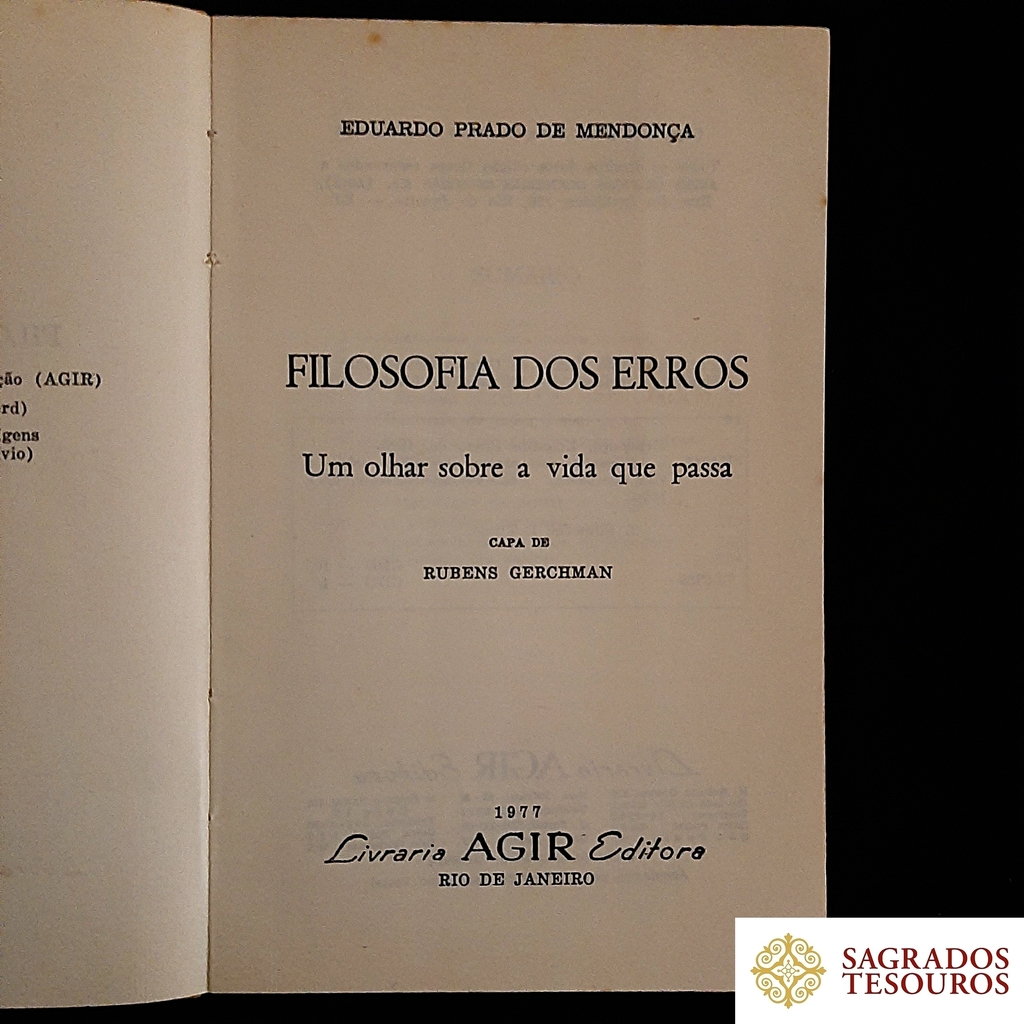 ção (AGIR)
rd)
gens
vio)
EDUARDO PRADO DE MENDONÇA
FILOSOFIA DOS ERROS
Um olhar sobre a vida que passa
CAPA DE
RUBENS GERCHMAN
1977
Livraria AGIR Editora
RIO DE JANEIRO
SAGRADOS
TESOUROS